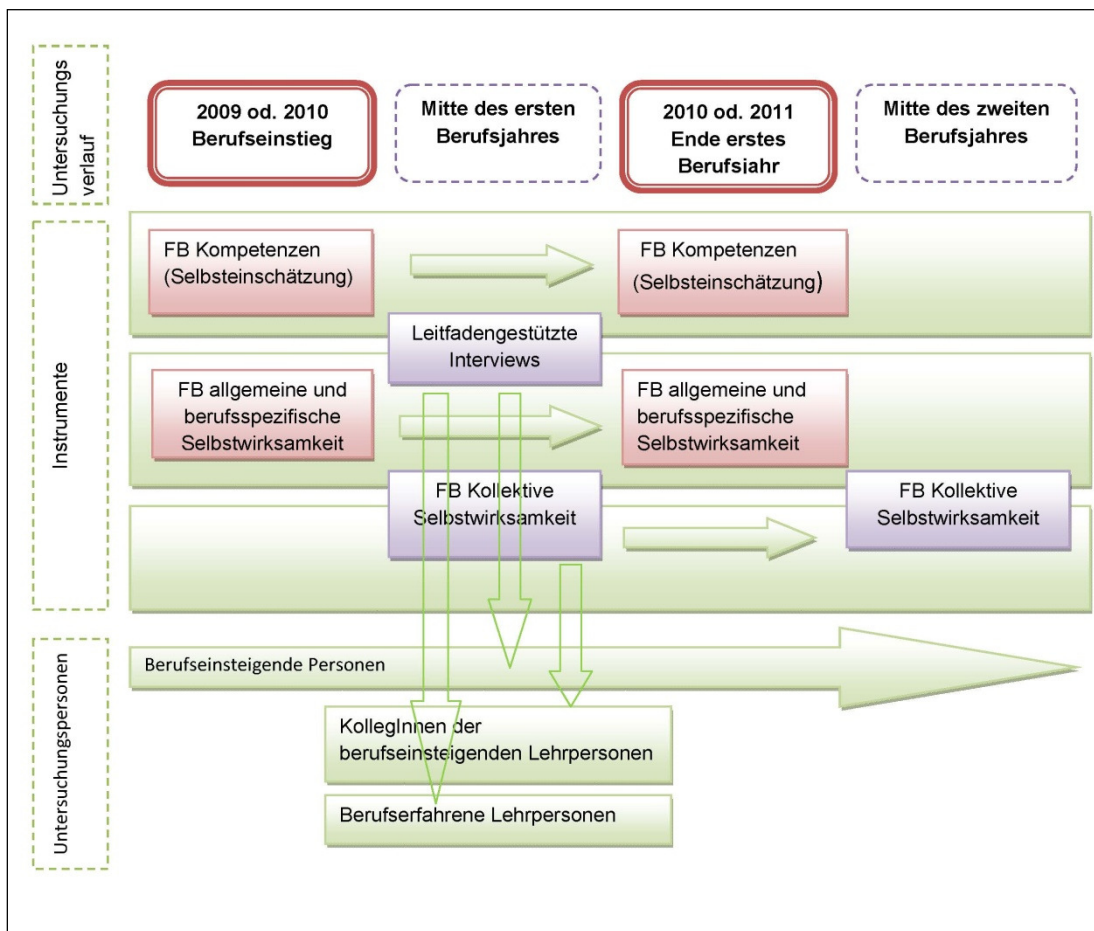 Untersuchungs
verlauf
2009 od. 2010
Berufseinstieg
Mitte des ersten
Berufsjahres
2010 od. 2011
Ende erstes
Berufsjahr
Mitte des zweiten
Berufsjahres
Instrumente
FB Kompetenzen
(Selbsteinschätzung)
FB Kompetenzen
(Selbsteinschätzung)
Leitfadengestützte
Interviews
FB allgemeine und
berufsspezifische
Selbstwirksamkeit
FB allgemeine und
berufsspezifische
Selbstwirksamkeit
FB Kollektive
Selbstwirksamkeit
FB Kollektive
Selbstwirksamkeit
Untersuchungspersonen
Berufseinsteigende Personen
KollegInnen der
berufseinsteigenden Lehrpersonen
Berufserfahrene Lehrpersonen